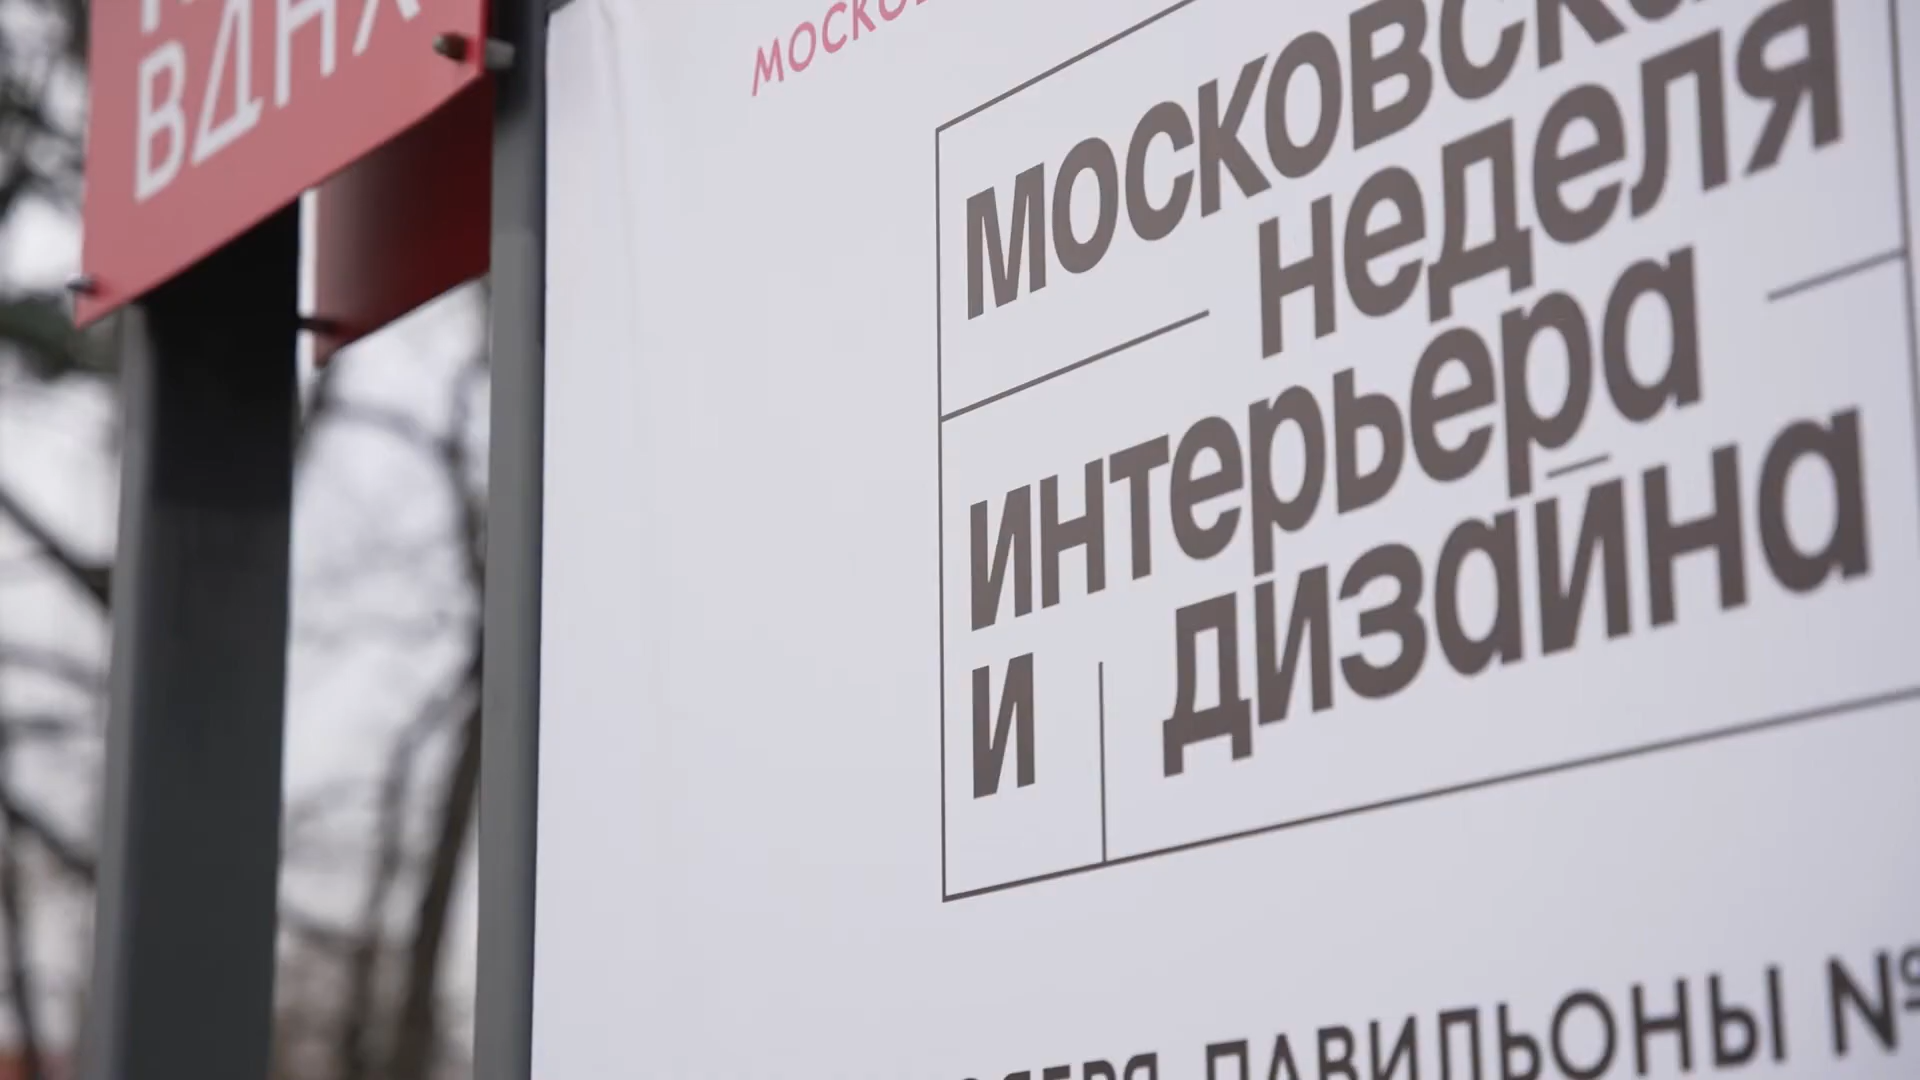 ВДНХ
МОСКОВСКАЯ
НЕДЕЛЯ
ИНТЕРЬЕРА
И ДИЗАЙНА
ПАВИЛЬОНЫ №